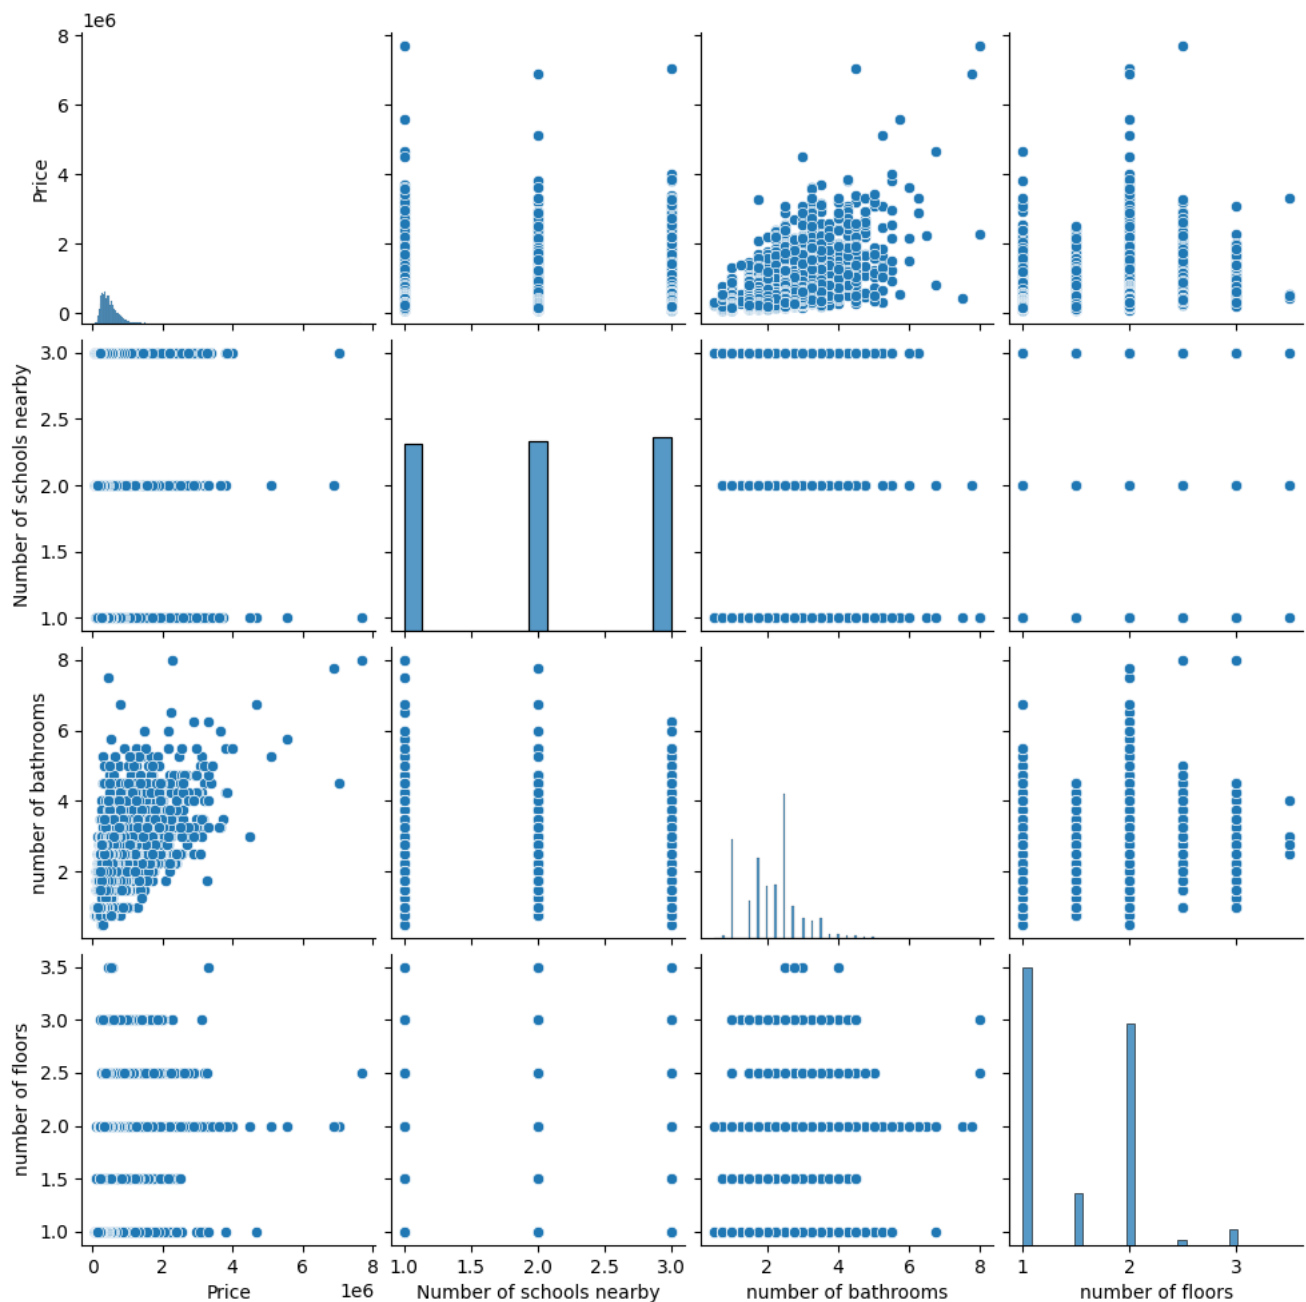 1e6
8
6
4
2
0
Price
3.0
2.5
2.0
1.5
1.0
Number of schools nearby
8
6
4
2
number of bathrooms
3.5
3.0
2.5
2.0
1.5
1.0
number of floors
0 2 4 6 8
1e6
Price
1.0 1.5 2.0 2.5 3.0
Number of schools nearby
2 4 6 8
number of bathrooms
1 2 3
number of floors